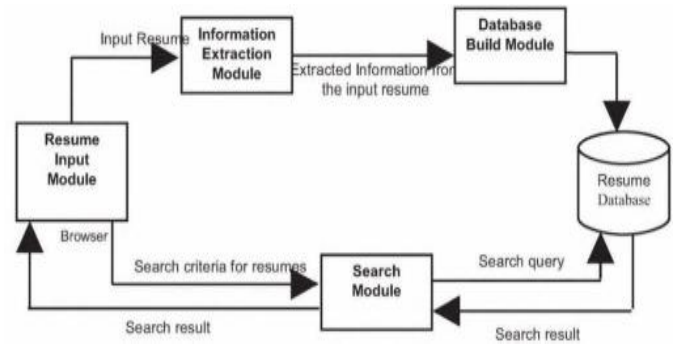 Database
Build Module
Information
Extraction
Module
Input Resume
Extracted Information from
the input resume
Resume
Input
Module
Resume
Database
Browser
Search criteria for resumes
Search
Module
Search query
Search result
Search result